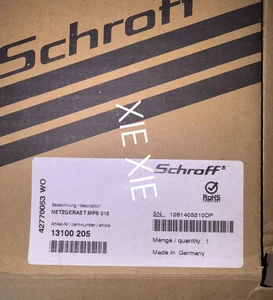 Schroff
XIE XIE
42770053 WO
Bezeichnung / description
NETZGERAET MPS 015
Artikel-Nr / item-number / article
13100 205
Schroff®
RoHS
SN.: 1261405210DP
Menge / quantity 1
Made in Germany